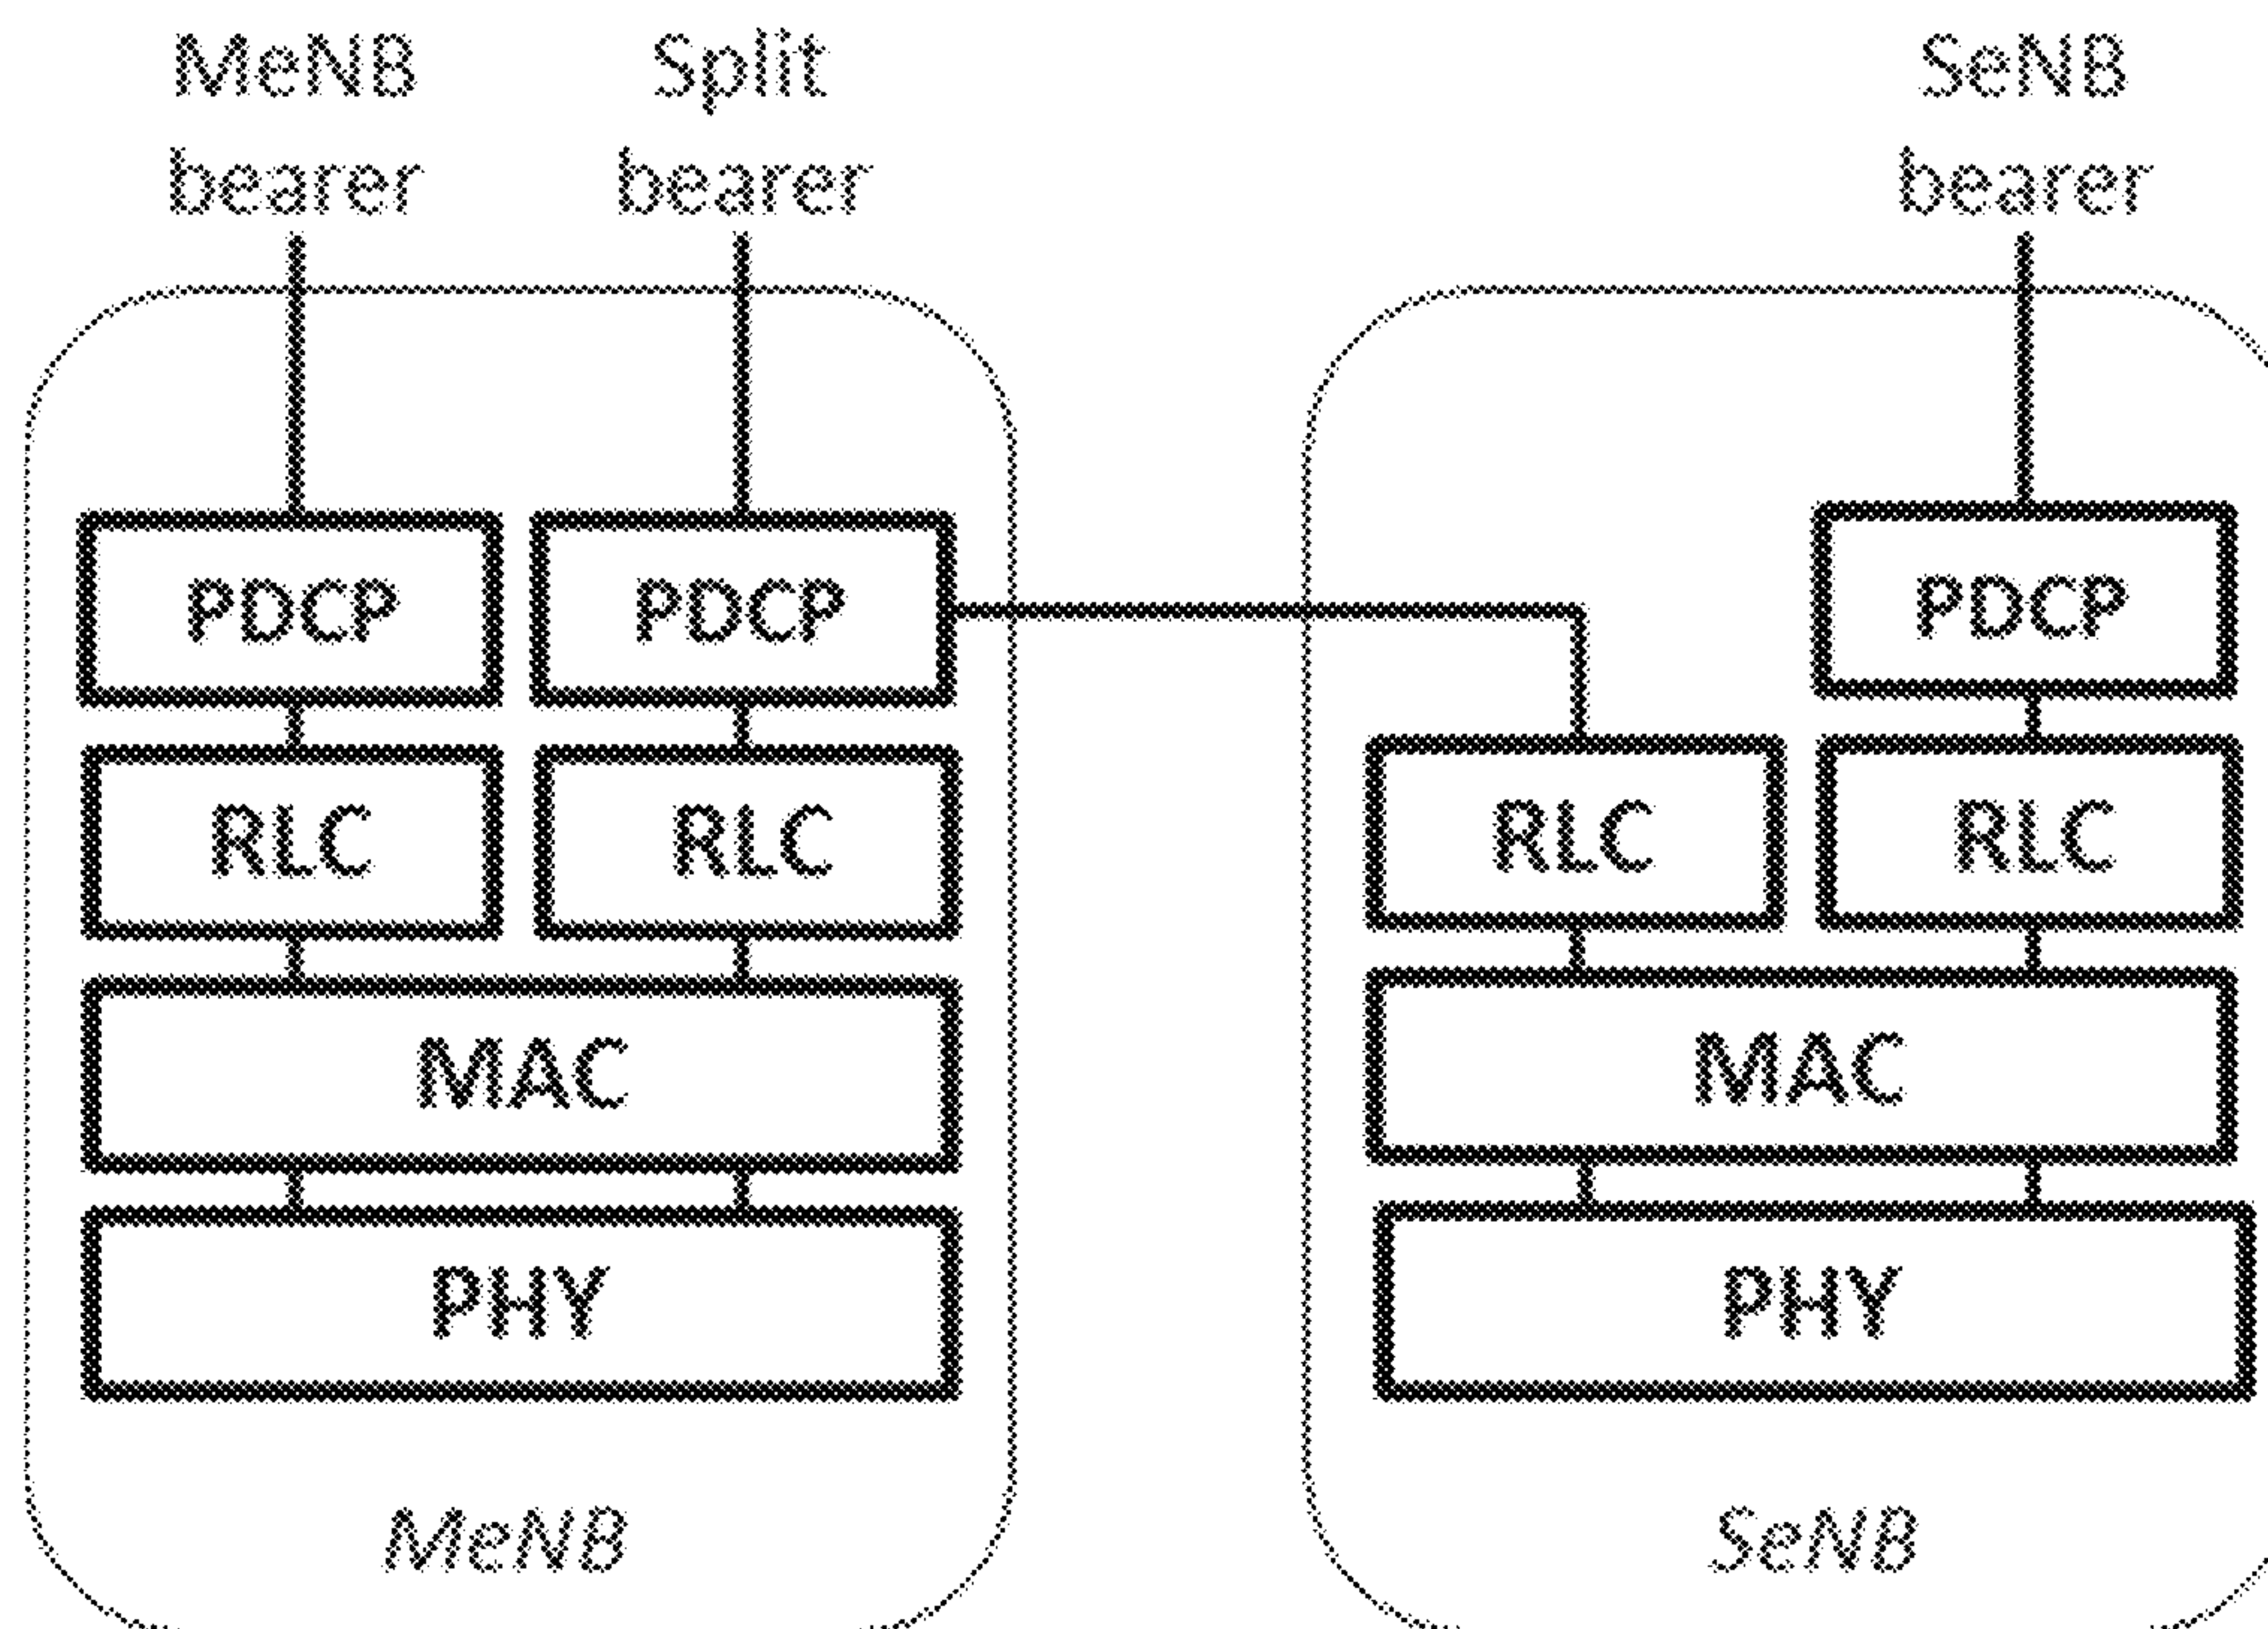 MeNB
bearer
Split
bearer
SeNB
bearer
PDCP
PDCP
PDCP
RLC
RLC
RLC
RLC
MAC
MAC
PHY
PHY
MeNB
SeNB